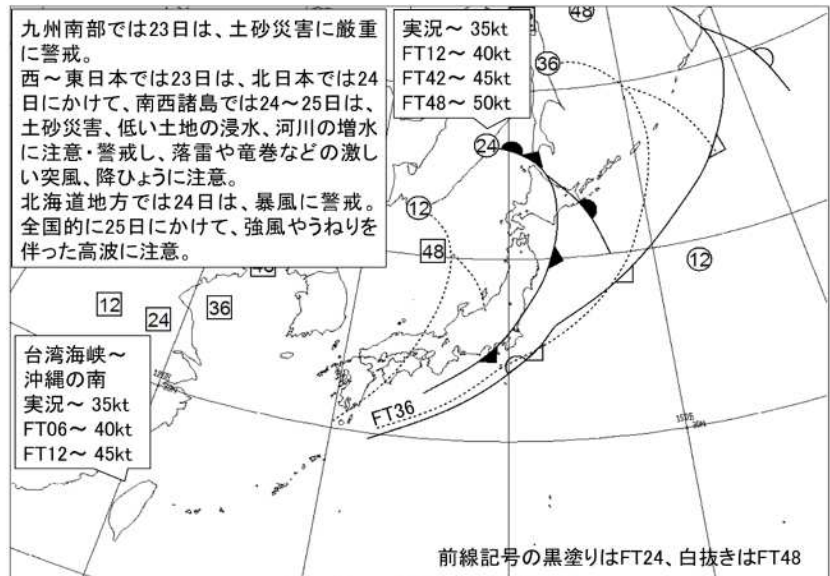 九州南部では23日は、土砂災害に厳重
に警戒。
西～東日本では23日は、北日本では24
日にかけて、南西諸島では24～25日は、
土砂災害、低い土地の浸水、河川の増水
に注意・警戒し、落雷や竜巻などの激し
い突風、降ひょうに注意。
北海道地方では24日は、暴風に警戒。
全国的に25日にかけて、強風やうねりを
伴った高波に注意。
実況～ 35kt
FT12～ 40kt
FT42～ 45kt
FT48～ 50kt
48
36
24
12
48
12
12
24
36
台湾海峡～
沖縄の南
実況～ 35kt
FT06～ 40kt
FT12～ 45kt
FT36
150E
30N
前線記号の黒塗りはFT24、白抜きはFT48